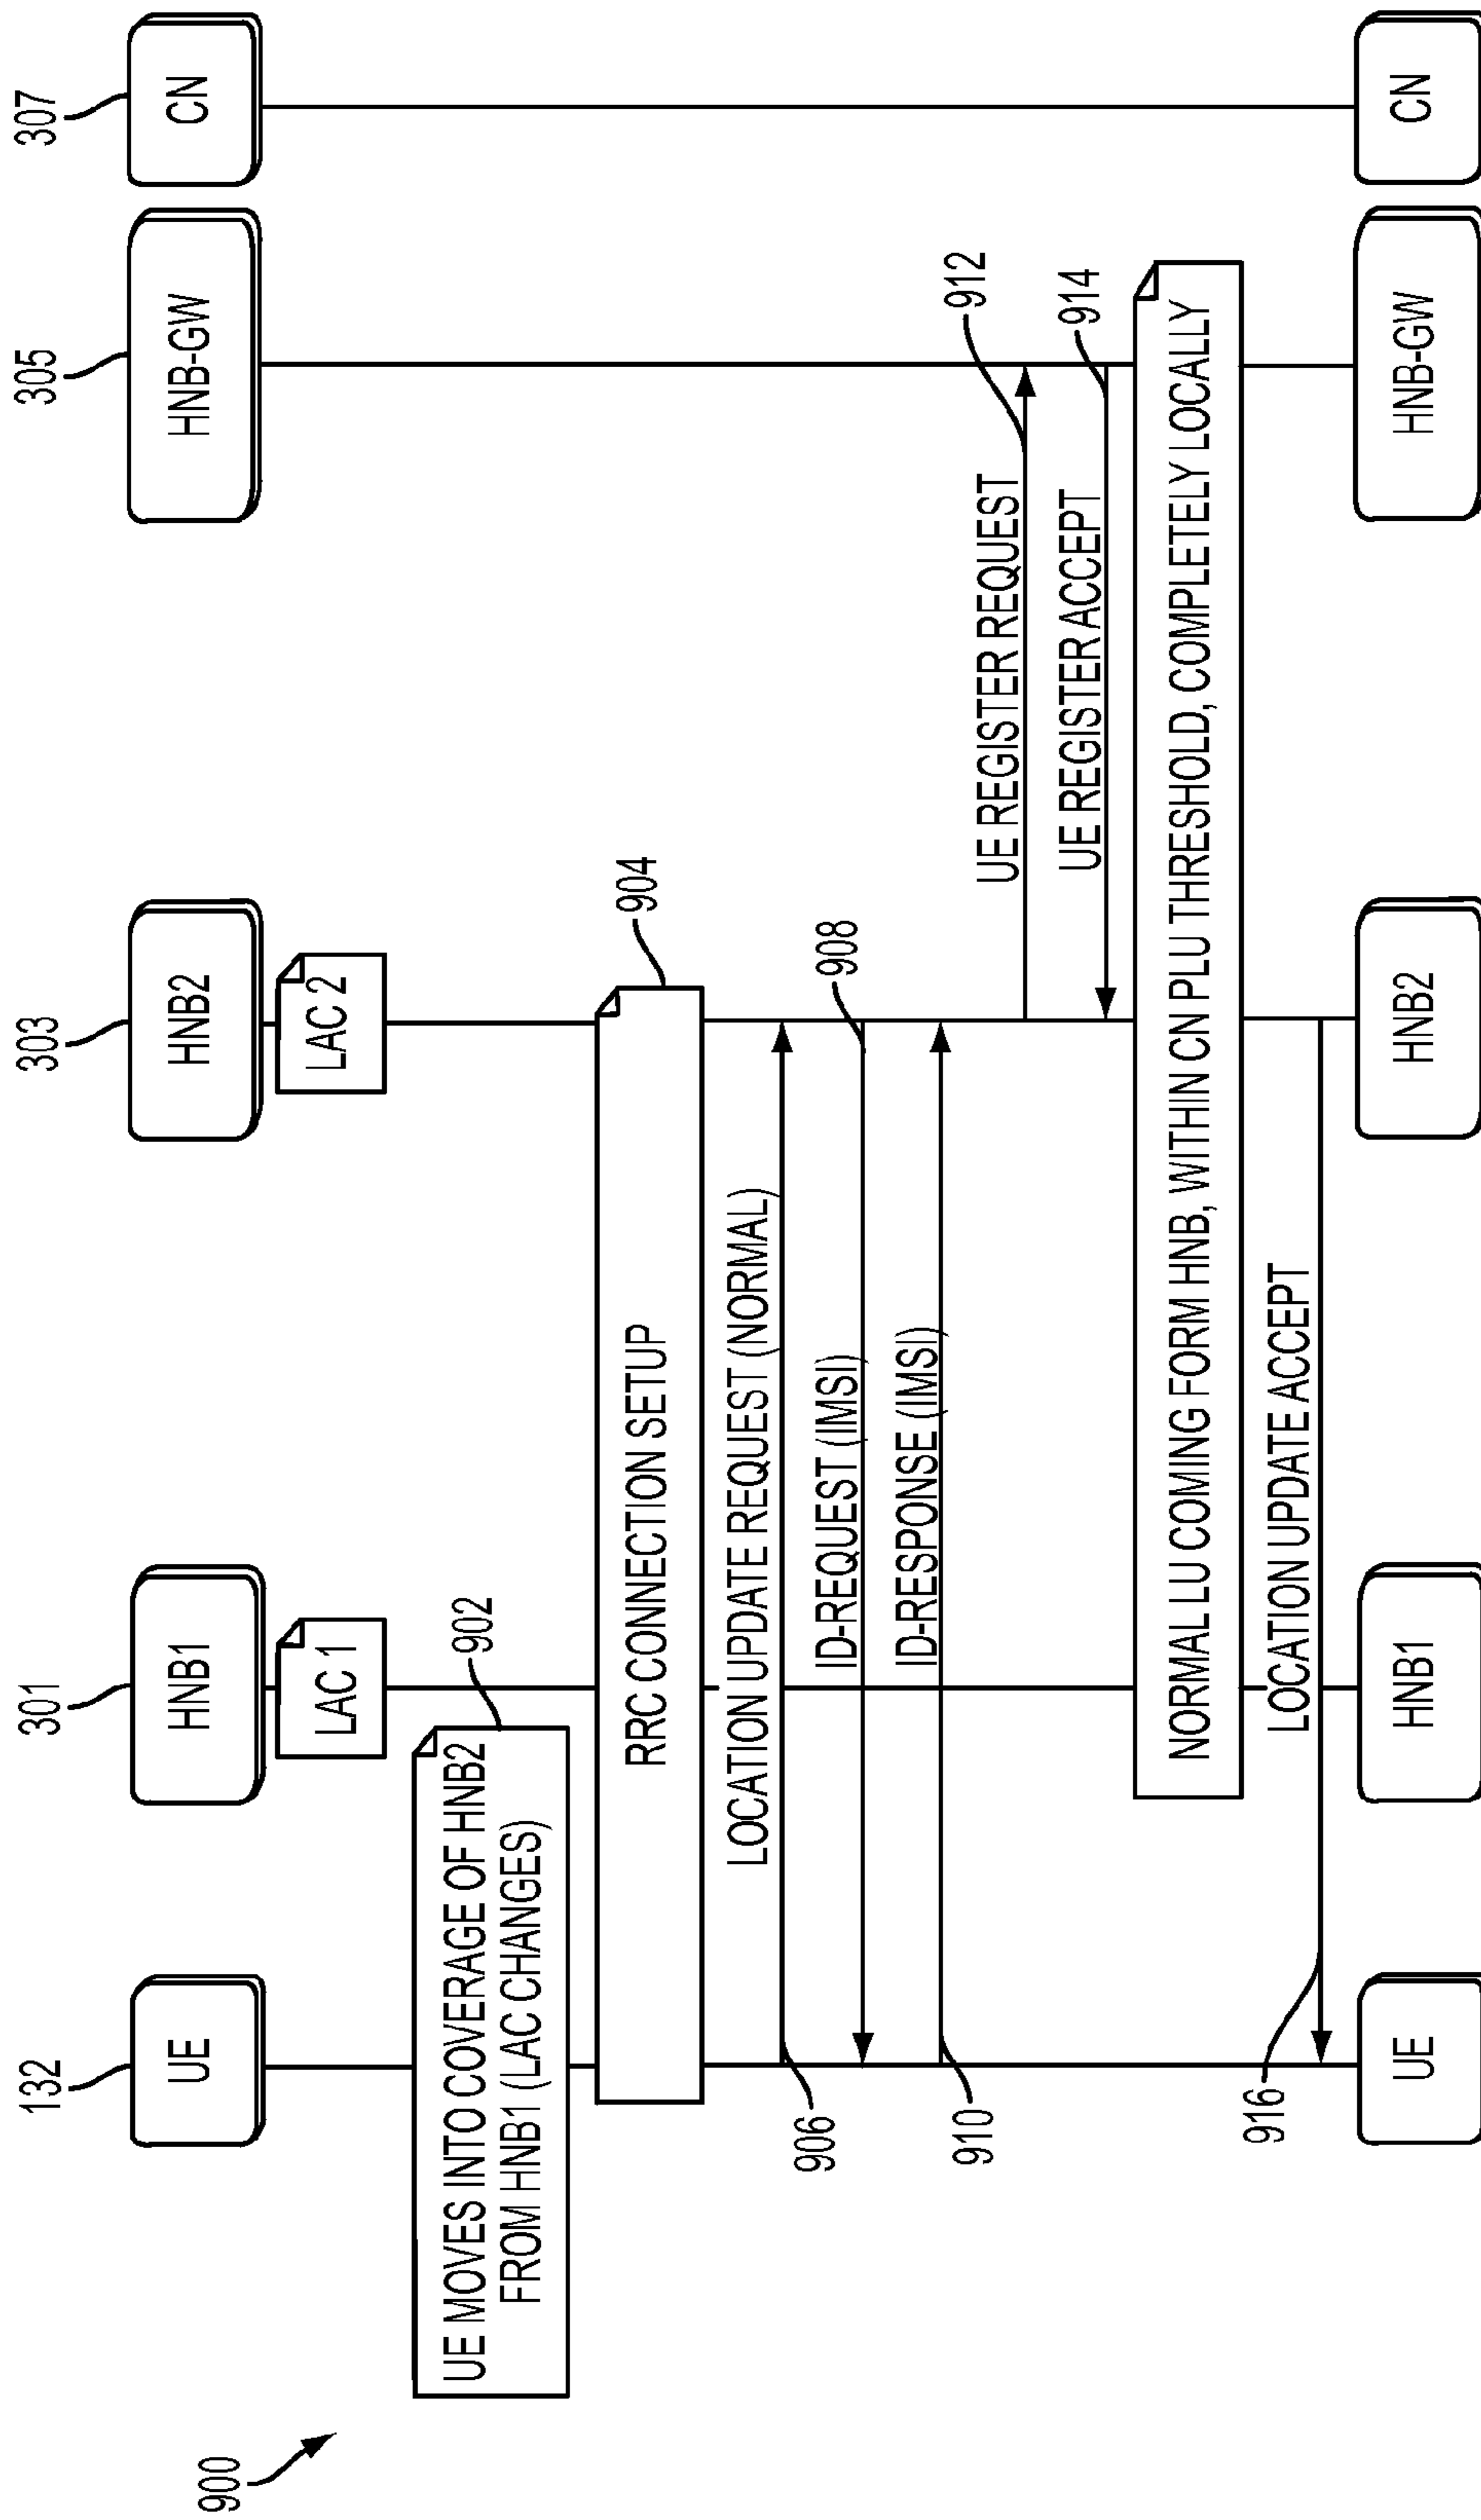 900
132
301
303
305
307
UE
HNB1
HNB2
HNB-GW
CN
LAC 1
LAC 2
UE MOVES INTO COVERAGE OF HNB2
FROM HNB1 (LAC CHANGES)
902
904
RRC CONNECTION SETUP
LOCATION UPDATE REQUEST (NORMAL)
906
ID-REQUEST (IMSI)
908
ID-RESPONSE (IMSI)
910
UE REGISTER REQUEST
912
UE REGISTER ACCEPT
914
NORMAL LU COMING FORM HNB, WITHIN CN PLU THRESHOLD, COMPLETELY LOCALLY
LOCATION UPDATE ACCEPT
916
UE
HNB1
HNB2
HNB-GW
CN